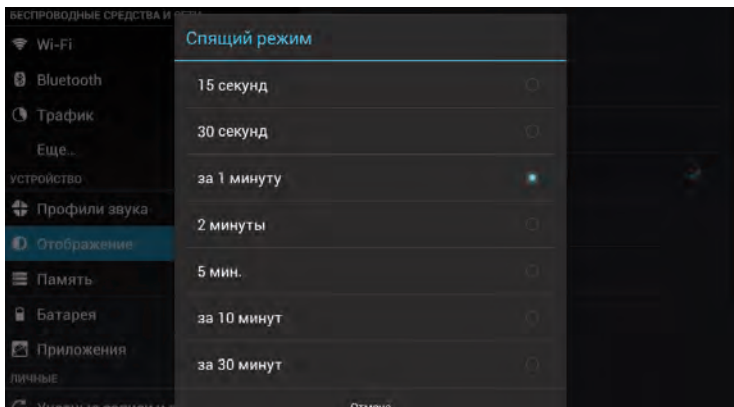 БЕСПРОВОДНЫЕ СРЕДСТВА И
Wi-Fi
Bluetooth
Трафик
Еще...
УСТРОЙСТВО
Профили звука
Отображение
Память
Батарея
Приложения
ЛИЧНЫЕ
Спящий режим
15 секунд
30 секунд
за 1 минуту
2 минуты
5 мин.
за 10 минут
за 30 минут
Отмена